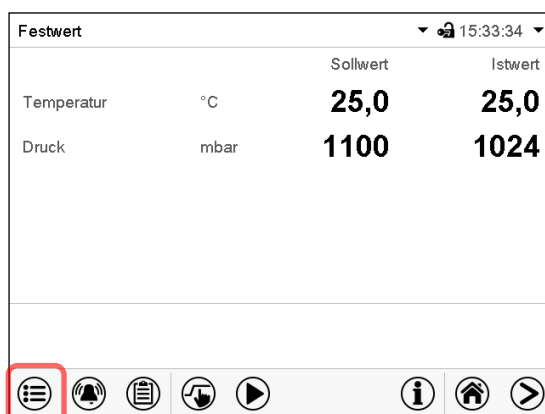 Festwert 15:33:34
Sollwert Istwert
Temperatur °C 25,0 25,0
Druck mbar 1100 1024